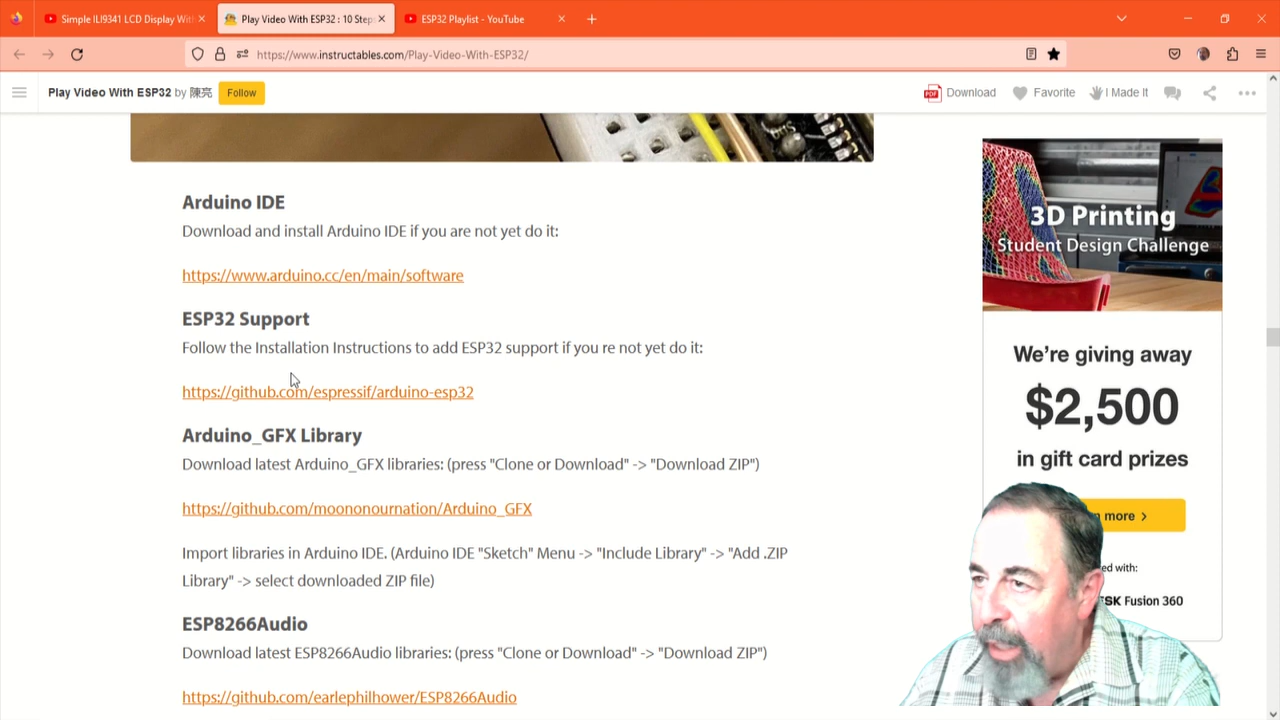 Simple ILI9341 LCD Display Wit
Play Video With ESP32 : 10 Steps
ESP32 Playlist - YouTube
https://www.instructables.com/Play-Video-With-ESP32/
Play Video With ESP32 by 陳亮
Follow
Download
Favorite
I Made It
Arduino IDE
Download and install Arduino IDE if you are not yet do it:
https://www.arduino.cc/en/main/software
ESP32 Support
Follow the Installation Instructions to add ESP32 support if you re not yet do it:
https://github.com/espressif/arduino-esp32
Arduino_GFX Library
Download latest Arduino_GFX libraries: (press "Clone or Download" -> "Download ZIP")
https://github.com/moononournation/Arduino_GFX
Import libraries in Arduino IDE. (Arduino IDE "Sketch" Menu -> "Include Library" -> "Add .ZIP
Library" -> select downloaded ZIP file)
ESP8266Audio
Download latest ESP8266Audio libraries: (press "Clone or Download" -> "Download ZIP")
https://github.com/earlephilhower/ESP8266Audio
3D Printing
Student Design Challenge
We're giving away
$2,500
in gift card prizes
more >
with:
Fusion 360